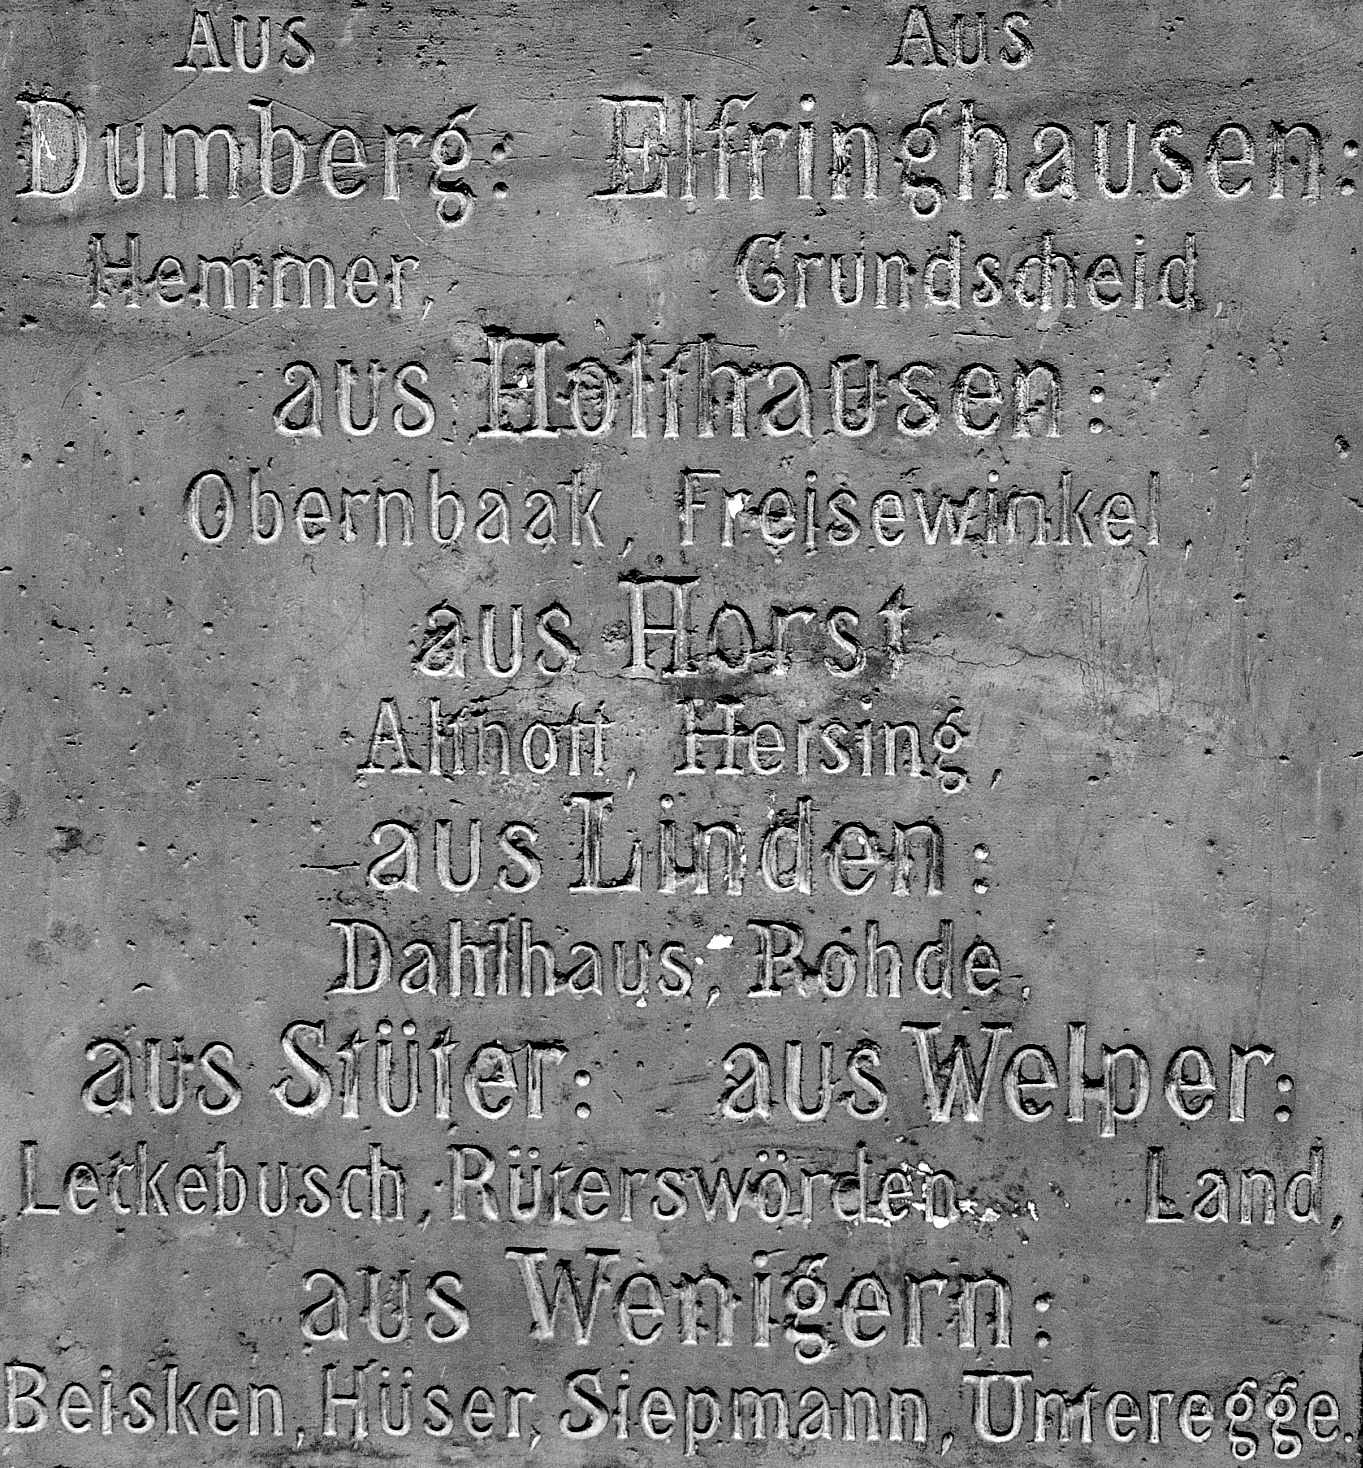 Aus Aus
Dumberg: Elfringhausen:
Hemmer, Grundscheid,
aus Holthausen:
Obernbaak, Freisewinkel,
aus Horst
Althoff, Hersing,
aus Linden:
Dahlhaus, Rohde,
aus Stüter: aus Welper:
Leckebusch, Rüterswörden, Land,
aus Wenigern:
Beisken, Hüser, Siepmann, Unteregge.